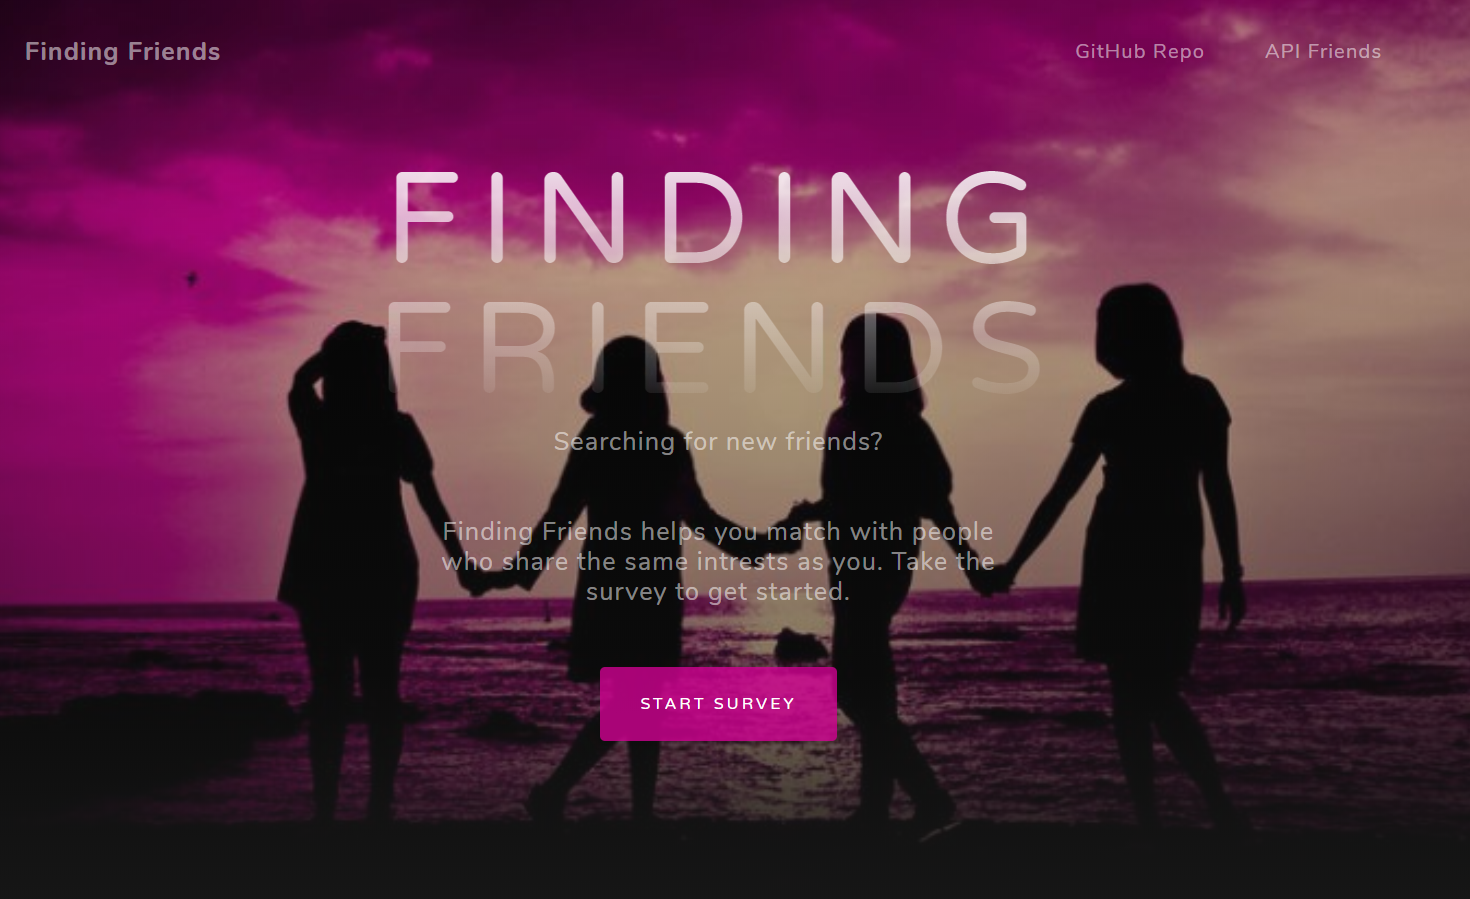 Finding Friends
GitHub Repo
API Friends
FINDING
FRIENDS
Searching for new friends?
Finding Friends helps you match with people
who share the same intrests as you. Take the
survey to get started.
START SURVEY